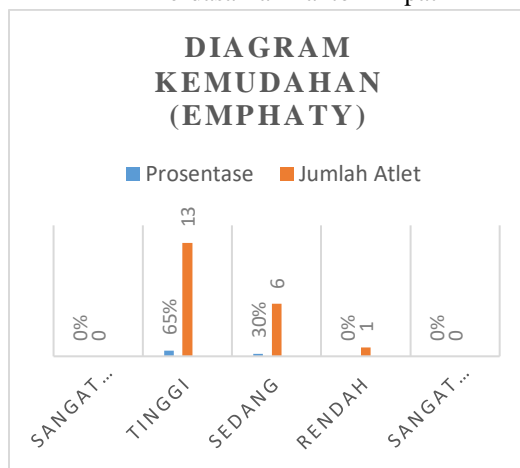 DIAGRAM
KEMUDAHAN
(EMPHATY)
Prosentase Jumlah Atlet
0% 0 65% 13 30% 6 0% 1 0% 0
SANGAT... TINGGI SEDANG RENDAH SANGAT...